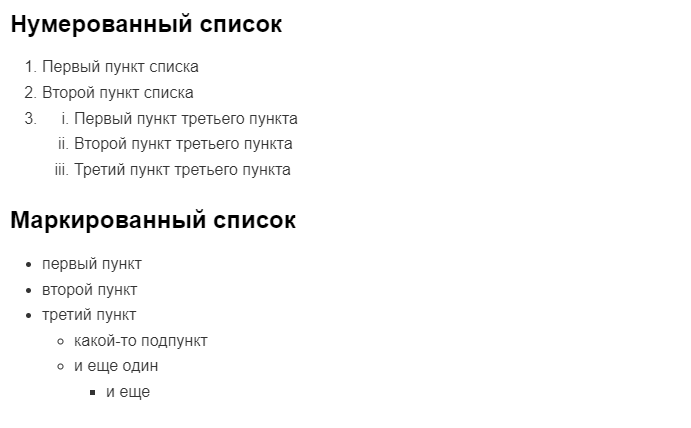 Нумерованный список
1. Первый пункт списка
2. Второй пункт списка
3. i. Первый пункт третьего пункта
ii. Второй пункт третьего пункта
iii. Третий пункт третьего пункта
Маркированный список
• первый пункт
• второй пункт
• третий пункт
◦ какой-то подпункт
◦ и еще один
▪ и еще